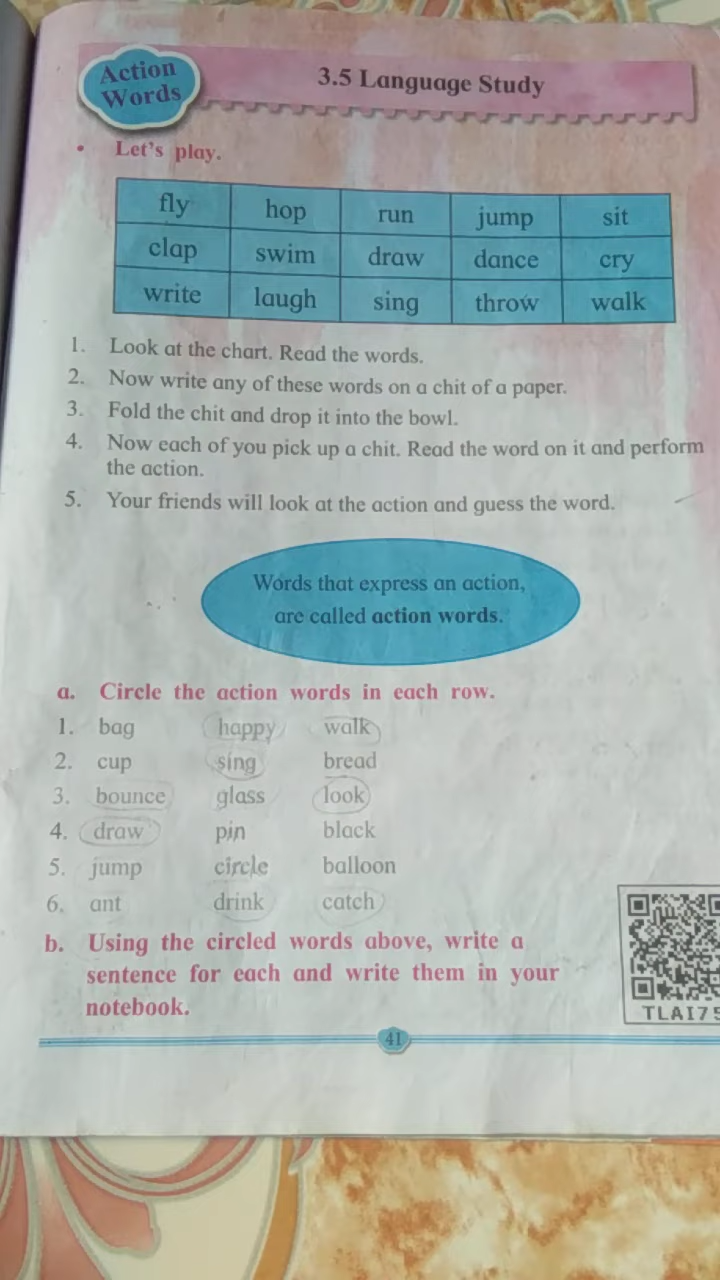 Action
Words
3.5 Language Study
• Let's play.
fly hop run jump sit
clap swim draw dance cry
write laugh sing throw walk
1. Look at the chart. Read the words.
2. Now write any of these words on a chit of a paper.
3. Fold the chit and drop it into the bowl.
4. Now each of you pick up a chit. Read the word on it and perform
the action.
5. Your friends will look at the action and guess the word.
Words that express an action,
are called action words.
a. Circle the action words in each row.
1. bag happy walk
2. cup sing bread
3. bounce glass look
4. draw pin black
5. jump circle balloon
6. ant drink catch
b. Using the circled words above, write a
sentence for each and write them in your
notebook.
TLAI75
41